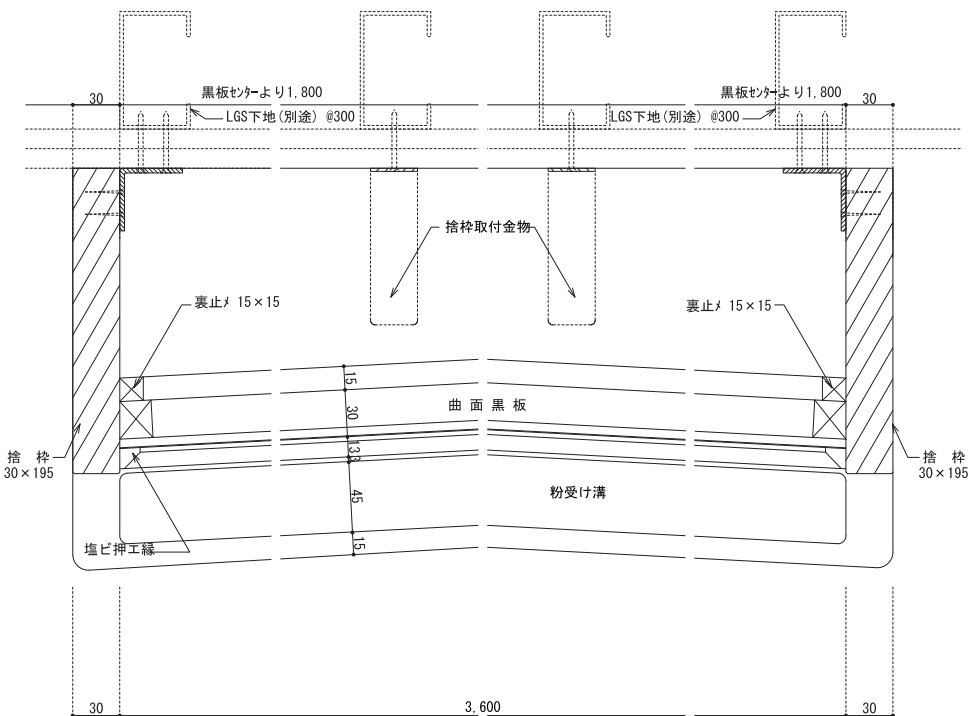 30
黒板ｾﾝﾀｰより1,800
LGS下地(別途) @300
黒板ｾﾝﾀｰより1,800
30
LGS下地(別途) @300
捨枠取付金物
裏止ﾒ 15×15
裏止ﾒ 15×15
15
30
曲面黒板
13
3
捨 枠
30×195
捨 枠
30×195
45
粉受け溝
15
塩ビ押エ縁
30
3,600
30